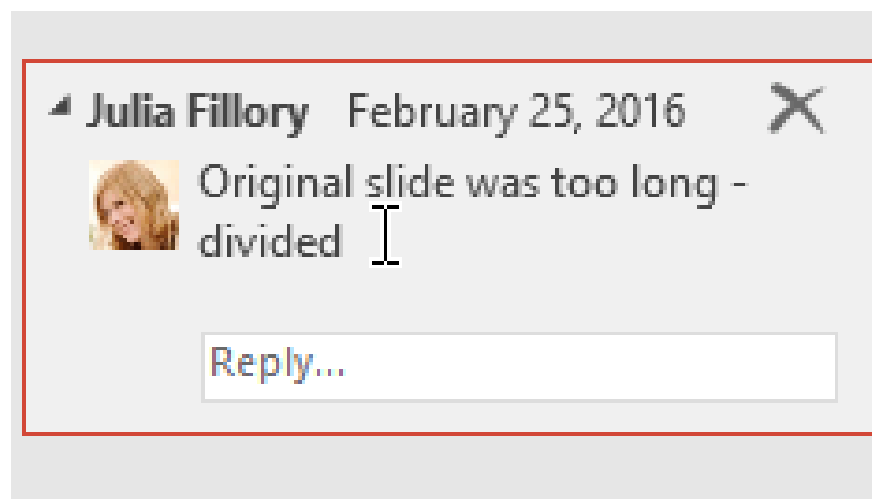 Julia Fillory February 25, 2016
Original slide was too long -
divided
Reply...